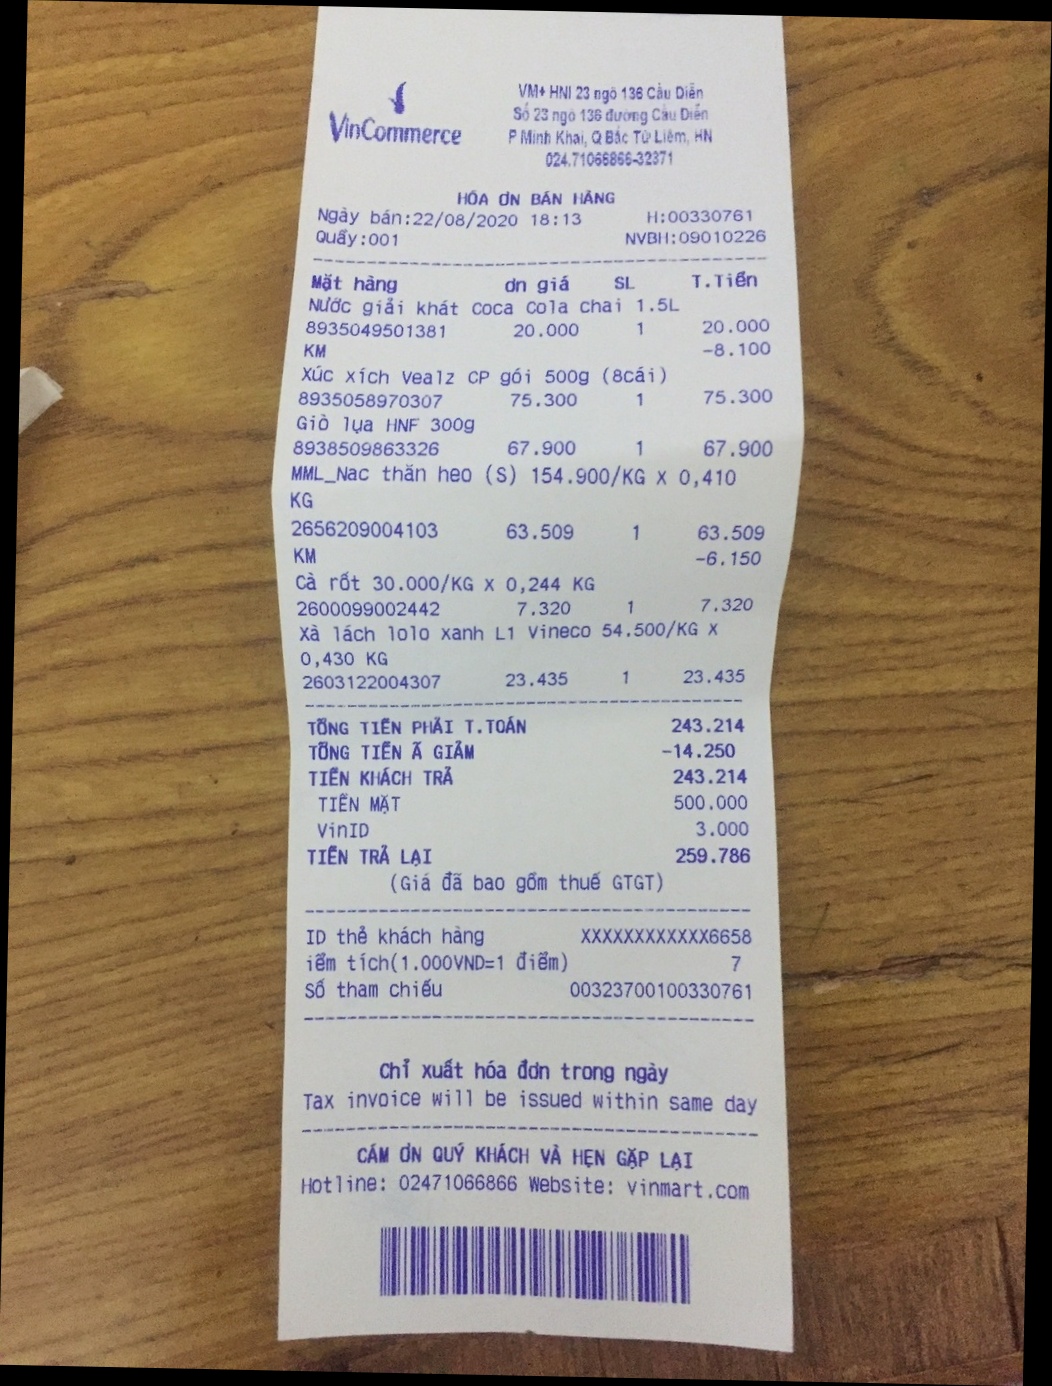 VinCommerce
VM+ HNI 23 ngõ 136 Cầu Diễn
Số 23 ngõ 136 đường Cầu Diễn
P Minh Khai, Q Bắc Từ Liêm, HN
024.71066866-32371
HÓA ƠN BÁN HÀNG
Ngày bán:22/08/2020 18:13 H:00330761
Quầy:001 NVBH:09010226
Mặt hàng ơn giá SL T.Tiền
Nước giải khát Coca Cola chai 1.5L
8935049501381 20.000 1 20.000
KM -8.100
Xúc xích Vealz CP gói 500g (8cái)
8935058970307 75.300 1 75.300
Giò lụa HNF 300g
8938509863326 67.900 1 67.900
MML_Nac thăn heo (S) 154.900/KG X 0,410
KG
2656209004103 63.509 1 63.509
KM -6.150
Cà rốt 30.000/KG X 0,244 KG
2600099002442 7.320 1 7.320
Xà lách lolo xanh L1 Vineco 54.500/KG X
0,430 KG
2603122004307 23.435 1 23.435
TỔNG TIỀN PHẢI T.TOÁN 243.214
TỔNG TIỀN Ã GIẢM -14.250
TIỀN KHÁCH TRẢ 243.214
TIỀN MẶT 500.000
VinID 3.000
TIỀN TRẢ LẠI 259.786
(Giá đã bao gồm thuế GTGT)
ID thẻ khách hàng XXXXXXXXXXXX6658
iểm tích(1.000VND=1 điểm) 7
Số tham chiếu 00323700100330761
Chỉ xuất hóa đơn trong ngày
Tax invoice will be issued within same day
CÁM ƠN QUÝ KHÁCH VÀ HẸN GẶP LẠI
Hotline: 02471066866 Website: vinmart.com